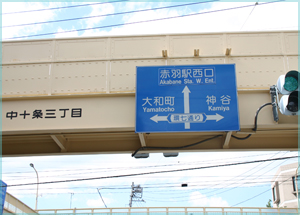 赤羽駅西口
Akabane Sta. W. Ent.
大和町 神谷
Yamatocho Kamiya
環七通り
中十条三丁目